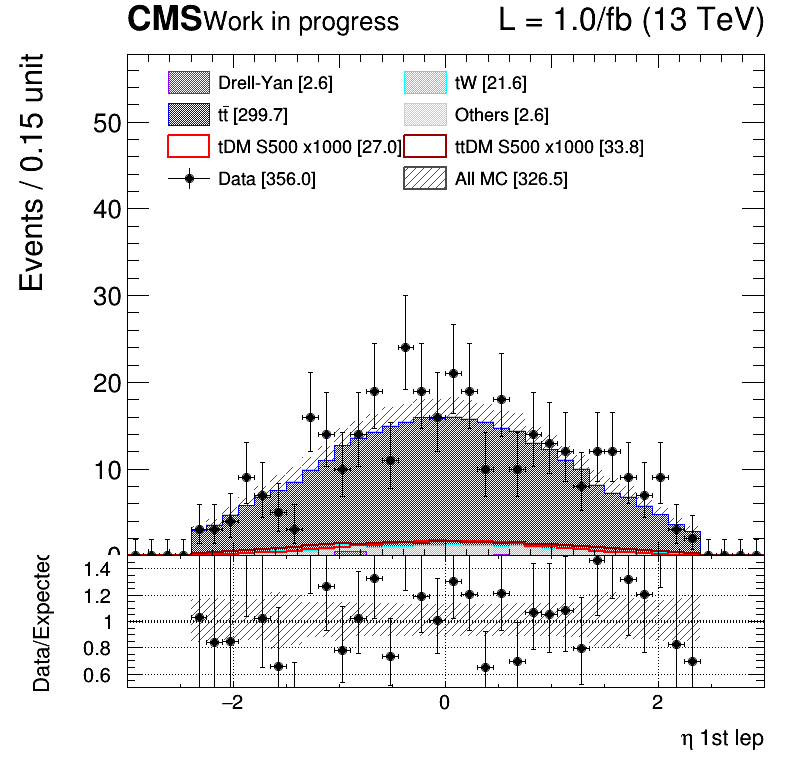 CMS Work in progress L = 1.0/fb (13 TeV)
Events / 0.15 unit
Drell-Yan [2.6] tW [21.6]
tt̄ [299.7] Others [2.6]
tDM S500 x1000 [27.0] ttDM S500 x1000 [33.8]
Data [356.0] All MC [326.5]
50
40
30
20
10
0
Data/Expected
1.4
1.2
1
0.8
0.6
−2 0 2
η 1st lep